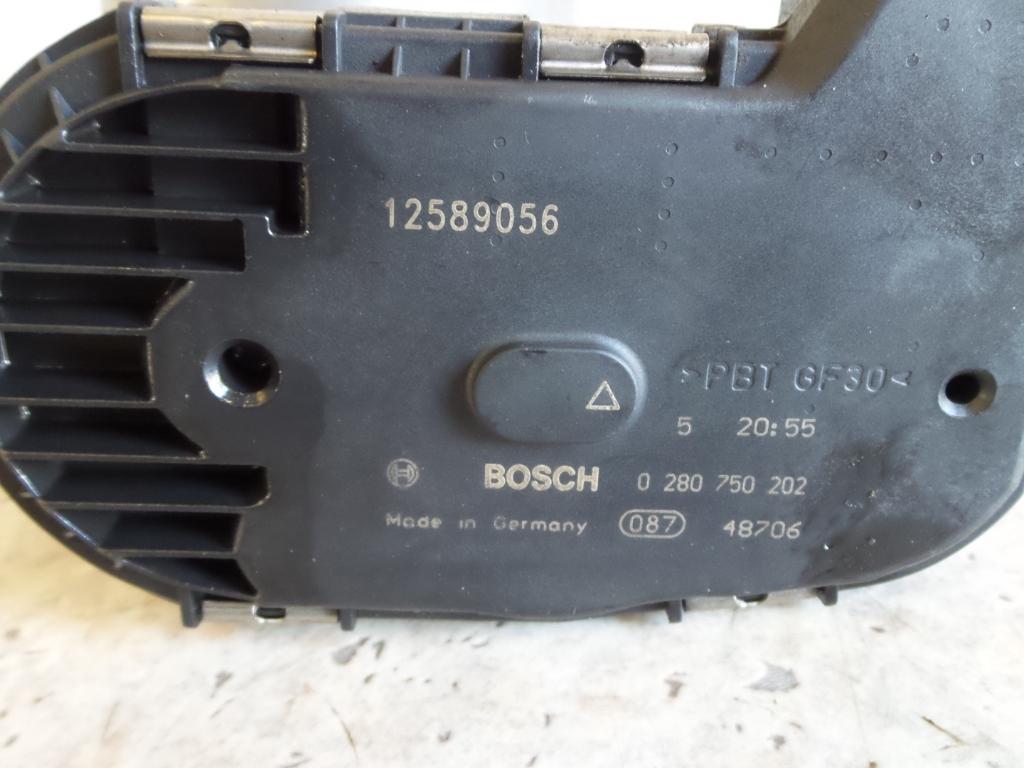 12589056
>PBT GF30<
5 20:55
BOSCH 0 280 750 202
Made in Germany 087 48706